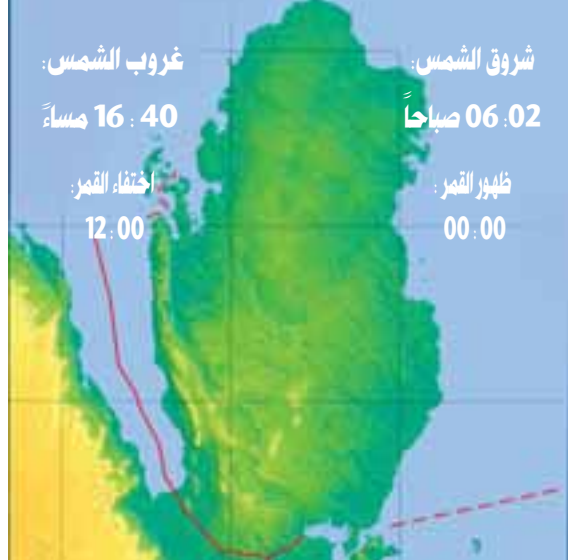 شروق الشمس:
06:02 صباحاً
غروب الشمس:
16:40 مساءً
ظهور القمر:
00:00
اختفاء القمر:
12:00